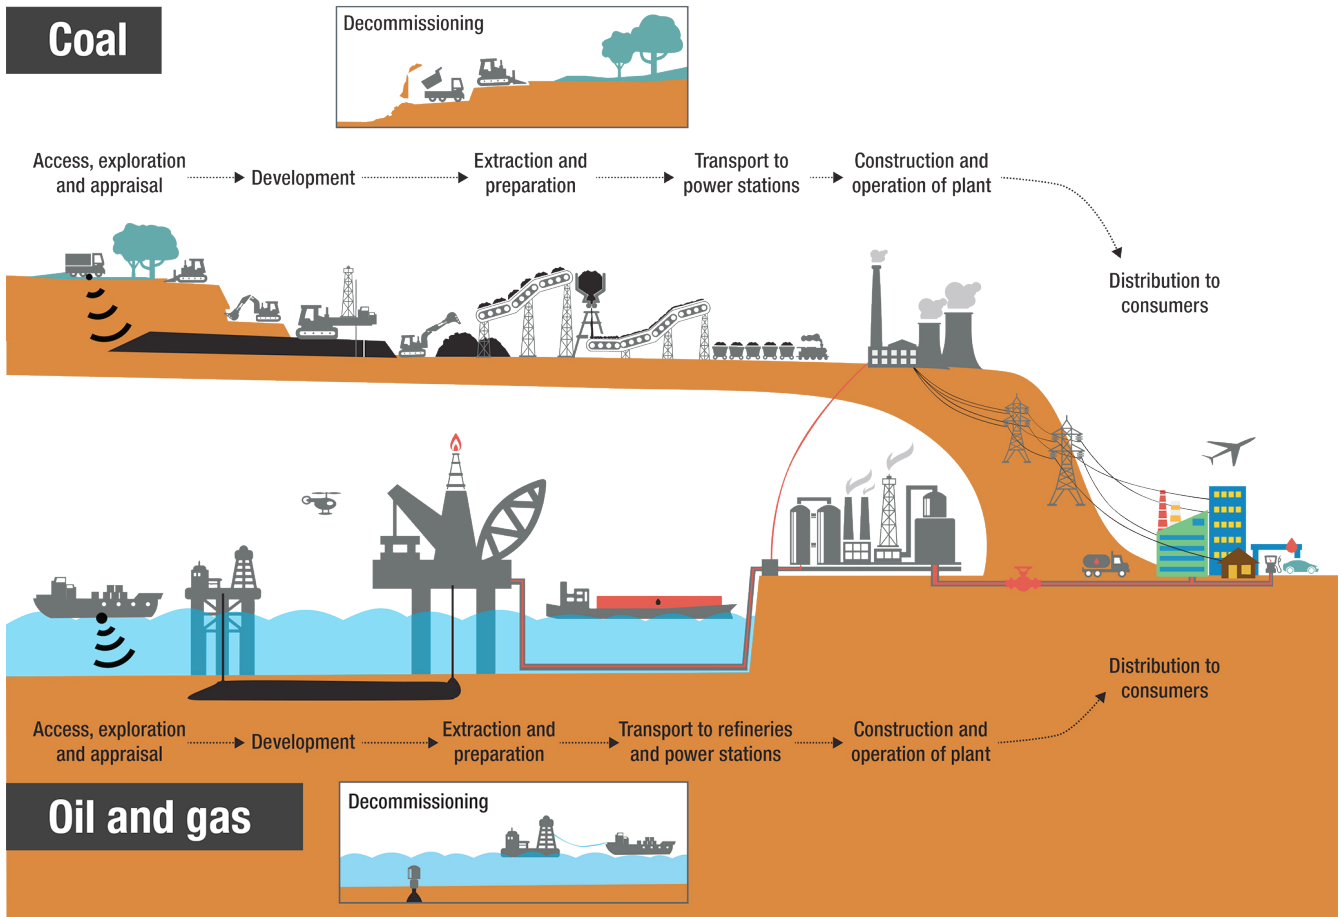 Coal
Decommissioning
Access, exploration
and appraisal
Development
Extraction and
preparation
Transport to
power stations
Construction and
operation of plant
Distribution to
consumers
Distribution to
consumers
Access, exploration
and appraisal
Development
Extraction and
preparation
Transport to refineries
and power stations
Construction and
operation of plant
Oil and gas
Decommissioning